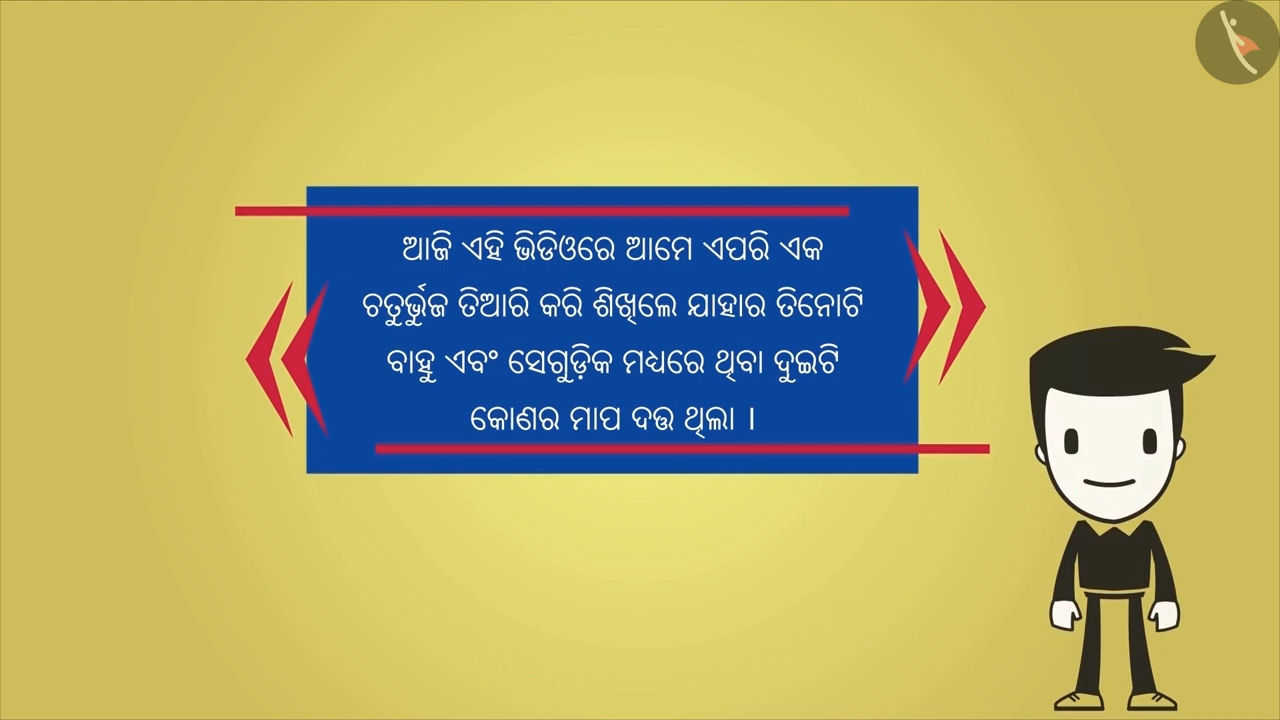 ଆଜି ଏହି ଭିଡିଓରେ ଆମେ ଏପରି ଏକ
ଚତୁର୍ଭୁଜ ତିଆରି କରି ଶିଖିଲେ ଯାହାର ତିନୋଟି
ବାହୁ ଏବଂ ସେଗୁଡ଼ିକ ମଧ୍ୟରେ ଥିବା ଦୁଇଟି
କୋଣର ମାପ ଦତ୍ତ ଥିଲା ।